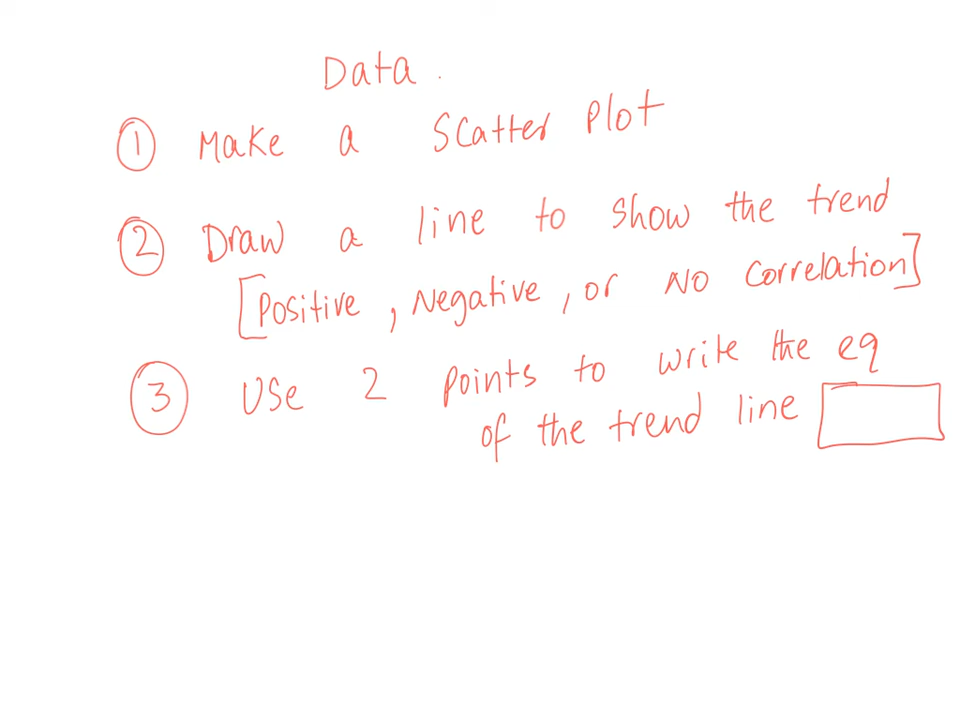 Data.
① Make a Scatter Plot
② Draw a line to show the trend
[Positive, Negative, or No Correlation]
③ Use 2 points to write the eq
of the trend line